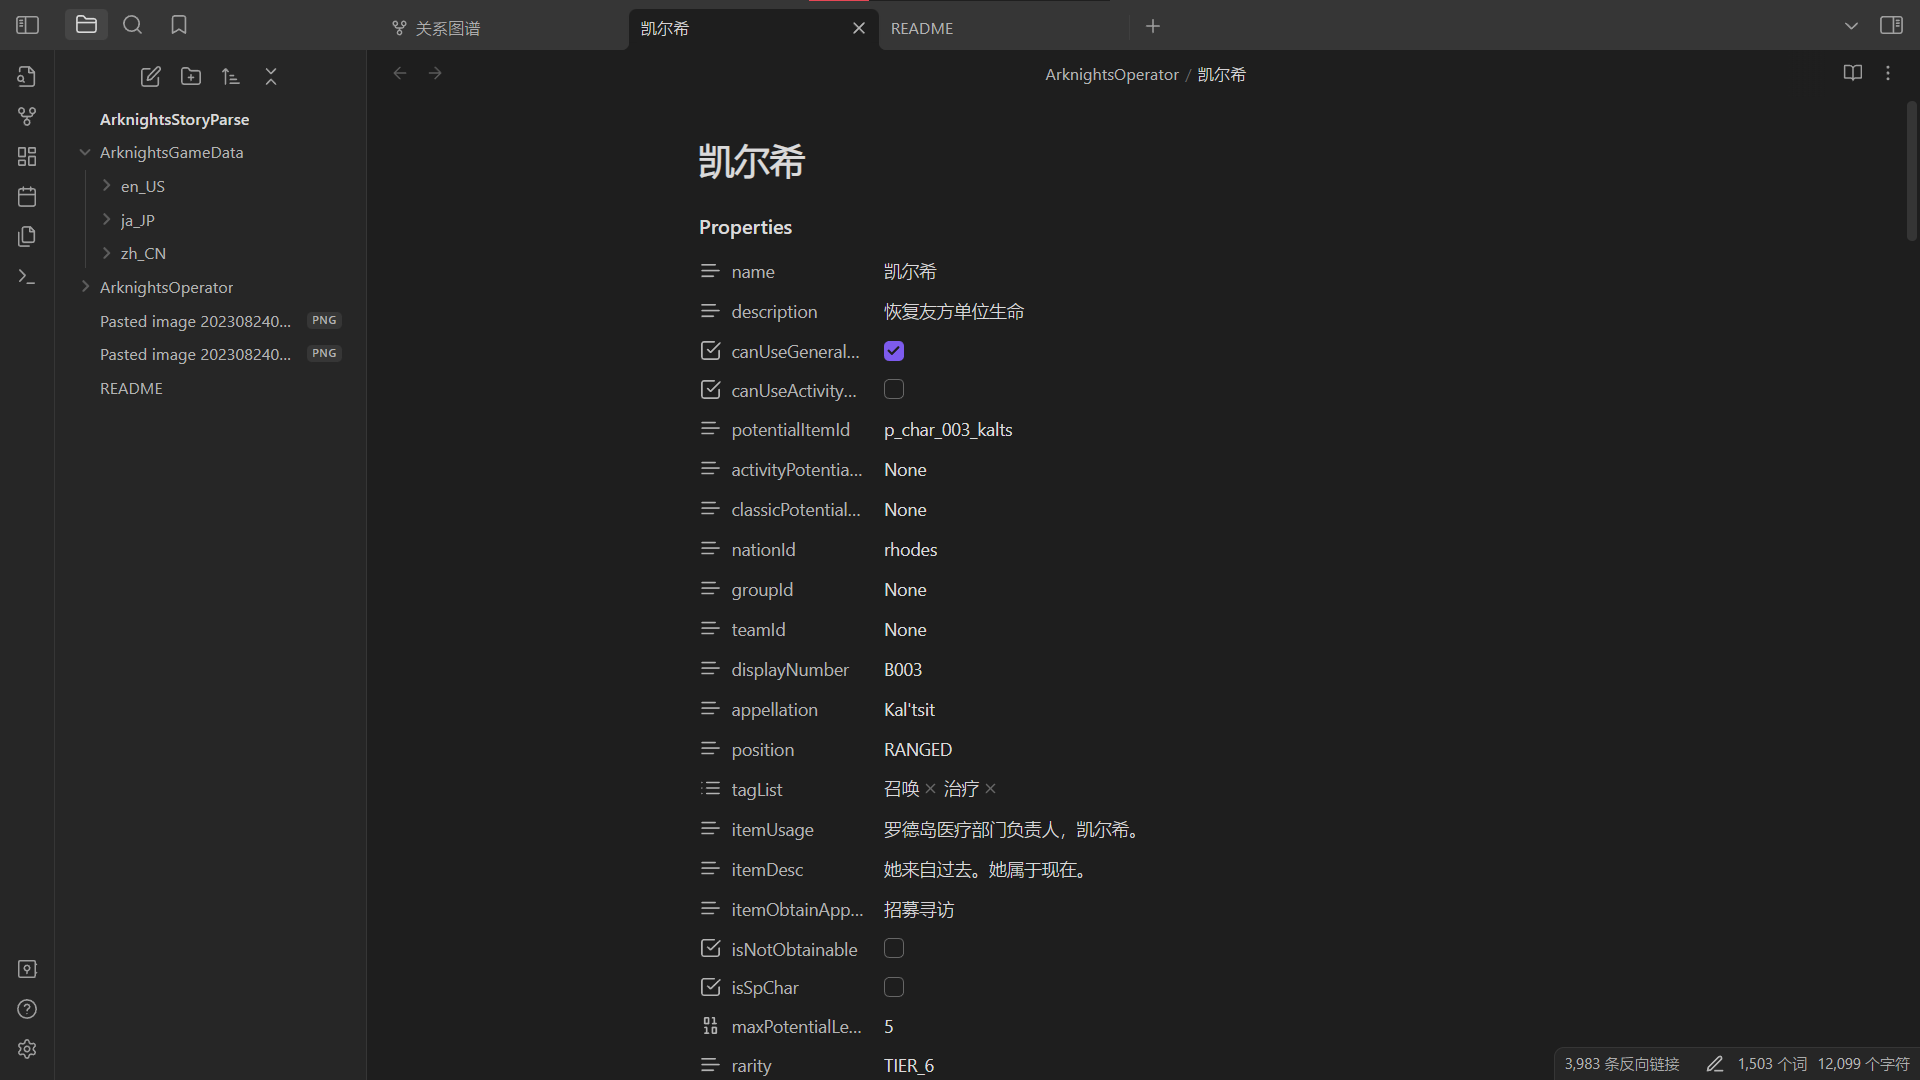 关系图谱
凯尔希
README
ArknightsOperator / 凯尔希
ArknightsStoryParse
ArknightsGameData
en_US
ja_JP
zh_CN
ArknightsOperator
Pasted image 202308240... PNG
Pasted image 202308240... PNG
README
凯尔希
Properties
name 凯尔希
description 恢复友方单位生命
canUseGeneral...
canUseActivity...
potentialItemId p_char_003_kalts
activityPotentia... None
classicPotential... None
nationId rhodes
groupId None
teamId None
displayNumber B003
appellation Kal'tsit
position RANGED
tagList 召唤 × 治疗 ×
itemUsage 罗德岛医疗部门负责人，凯尔希。
itemDesc 她来自过去。她属于现在。
itemObtainApp... 招募寻访
isNotObtainable
isSpChar
maxPotentialLe... 5
rarity TIER_6
3,983 条反向链接 1,503 个词 12,099 个字符